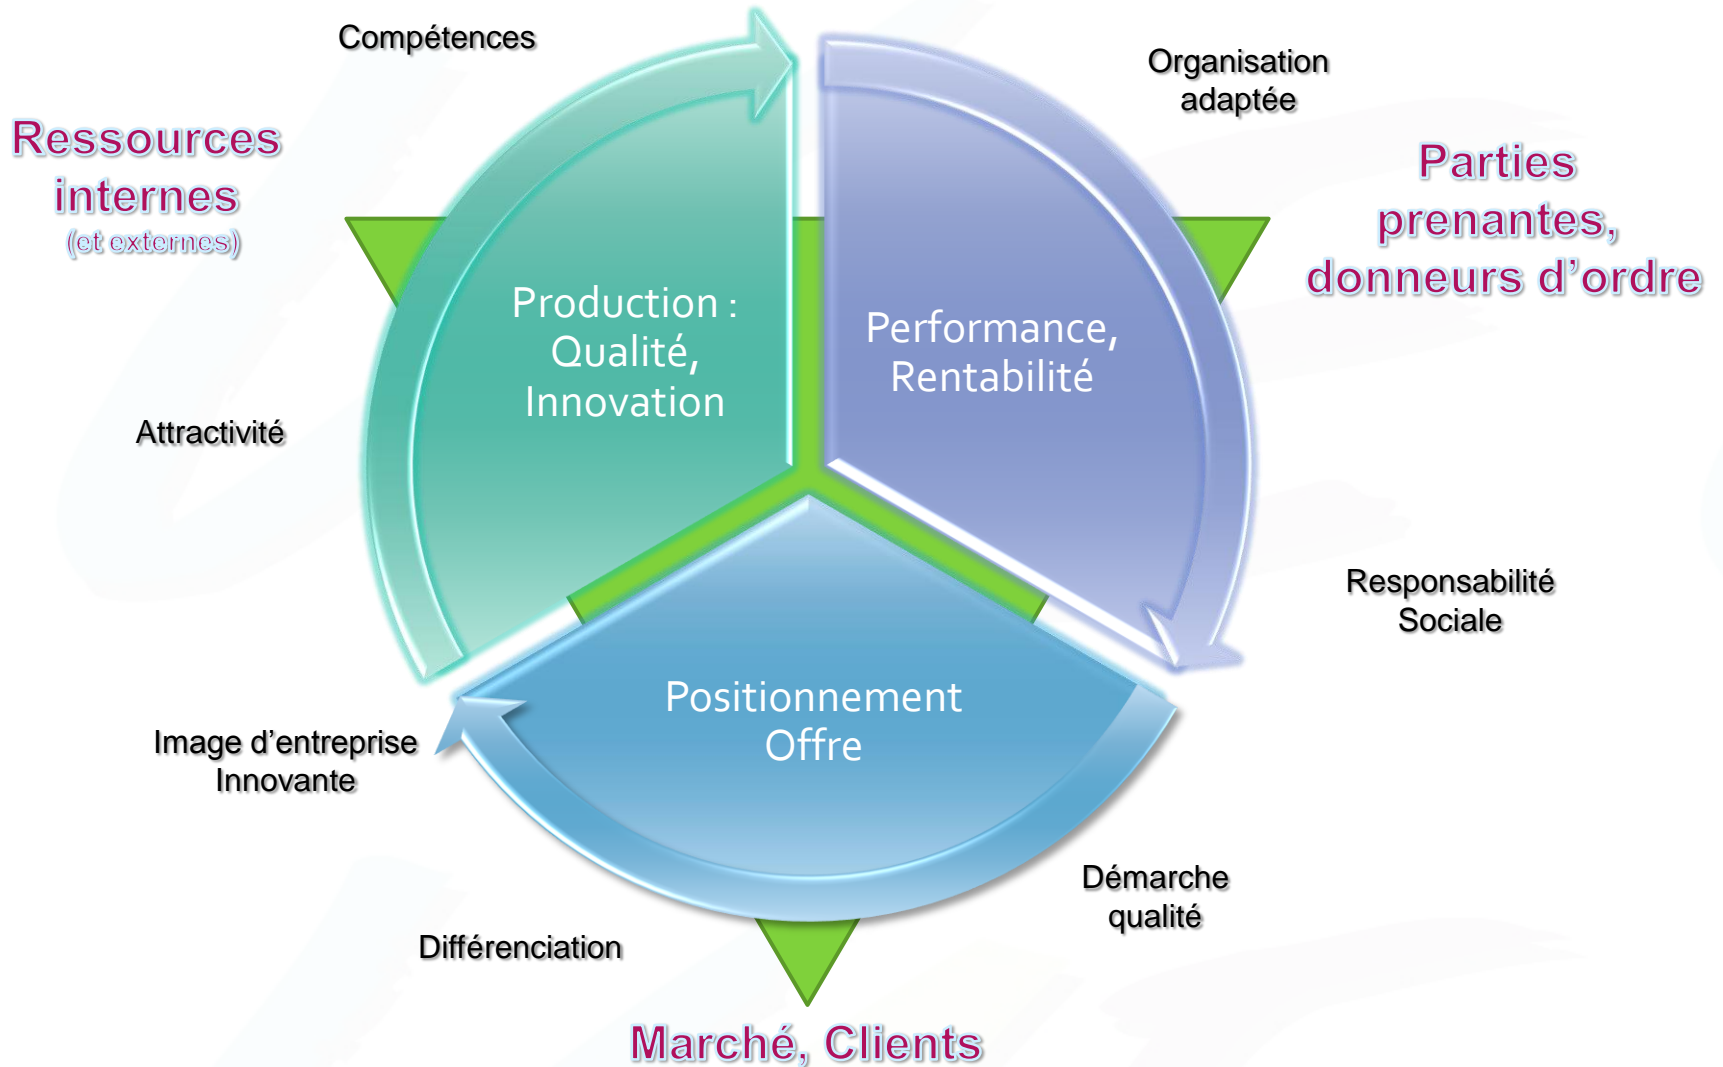 Compétences
Organisation
adaptée
Ressources
internes
(et externes)
Parties
prenantes,
donneurs d’ordre
Production :
Qualité,
Innovation
Performance,
Rentabilité
Attractivité
Responsabilité
Sociale
Positionnement
Offre
Image d’entreprise
Innovante
Démarche
qualité
Différenciation
Marché, Clients